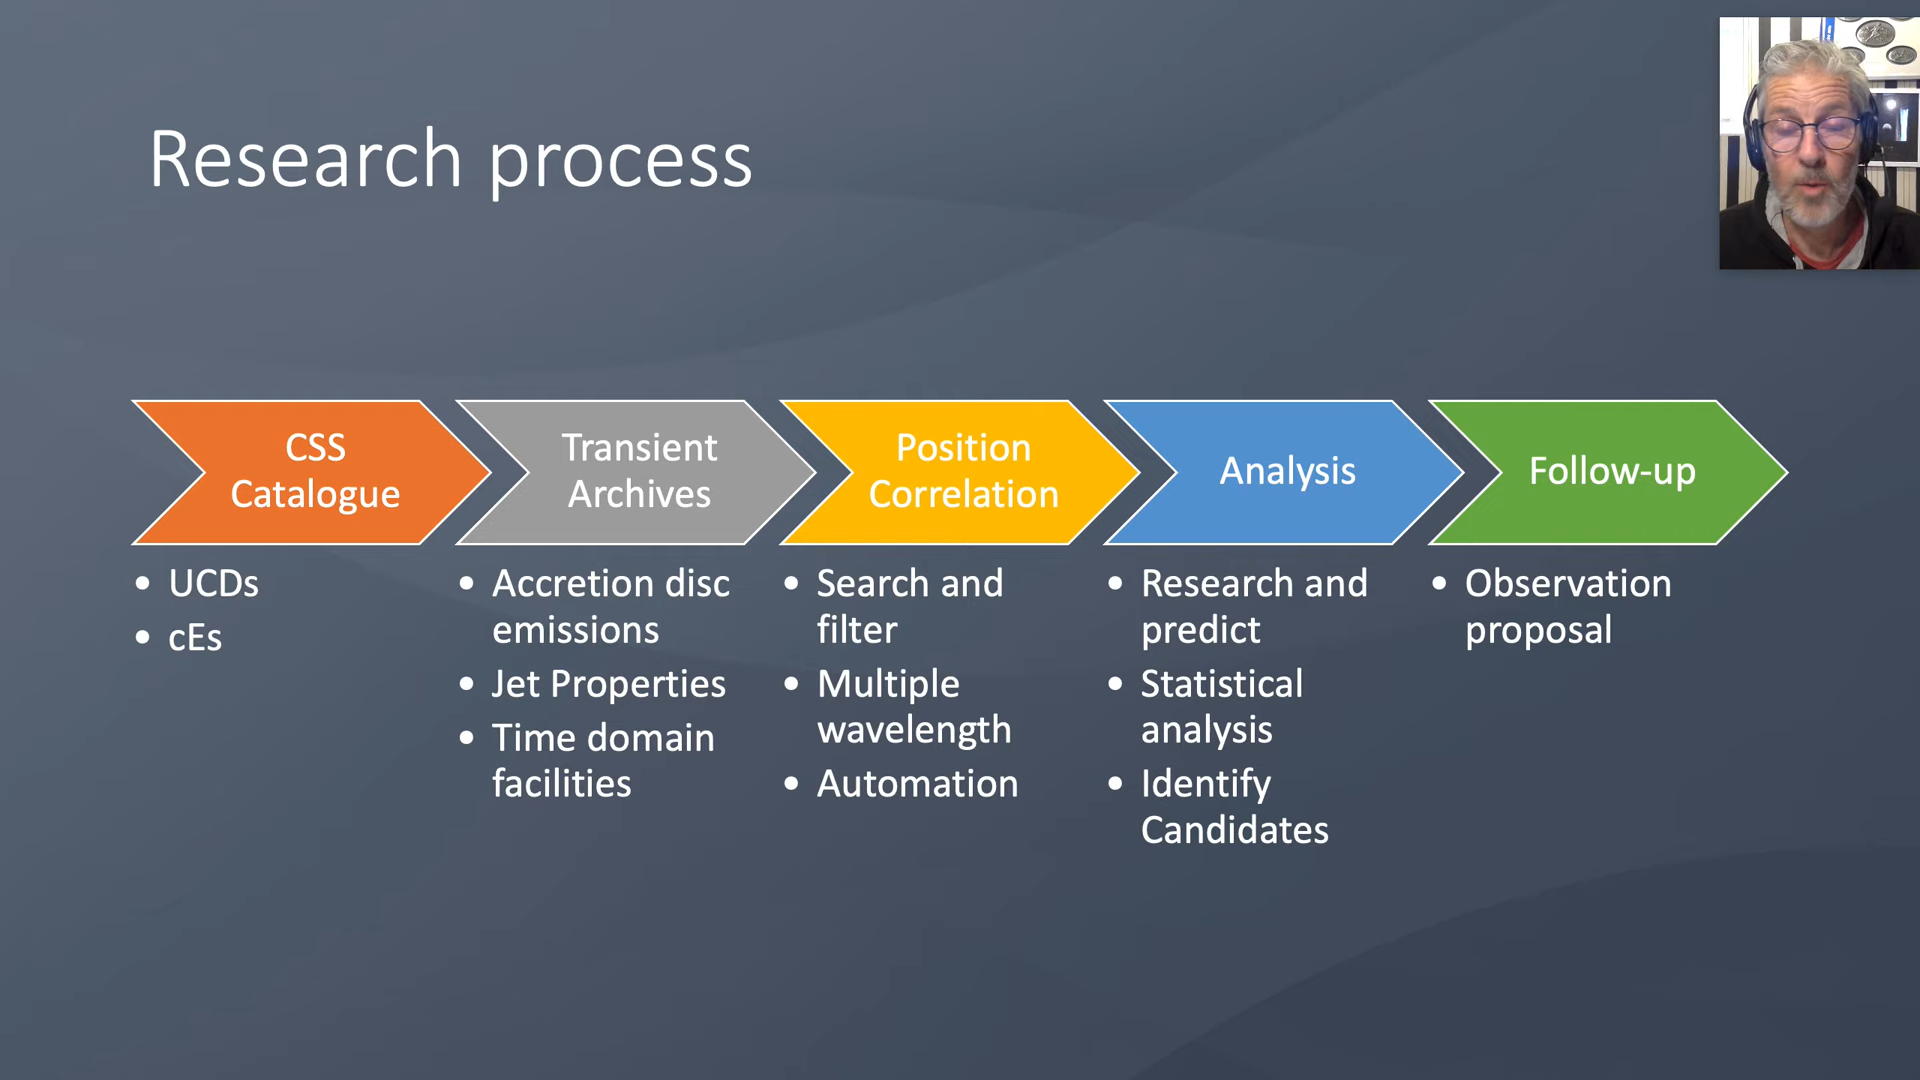 Research process
CSS
Catalogue
• UCDs
• cEs
Transient
Archives
• Accretion disc
emissions
• Jet Properties
• Time domain
facilities
Position
Correlation
• Search and
filter
• Multiple
wavelength
• Automation
Analysis
• Research and
predict
• Statistical
analysis
• Identify
Candidates
Follow-up
• Observation
proposal